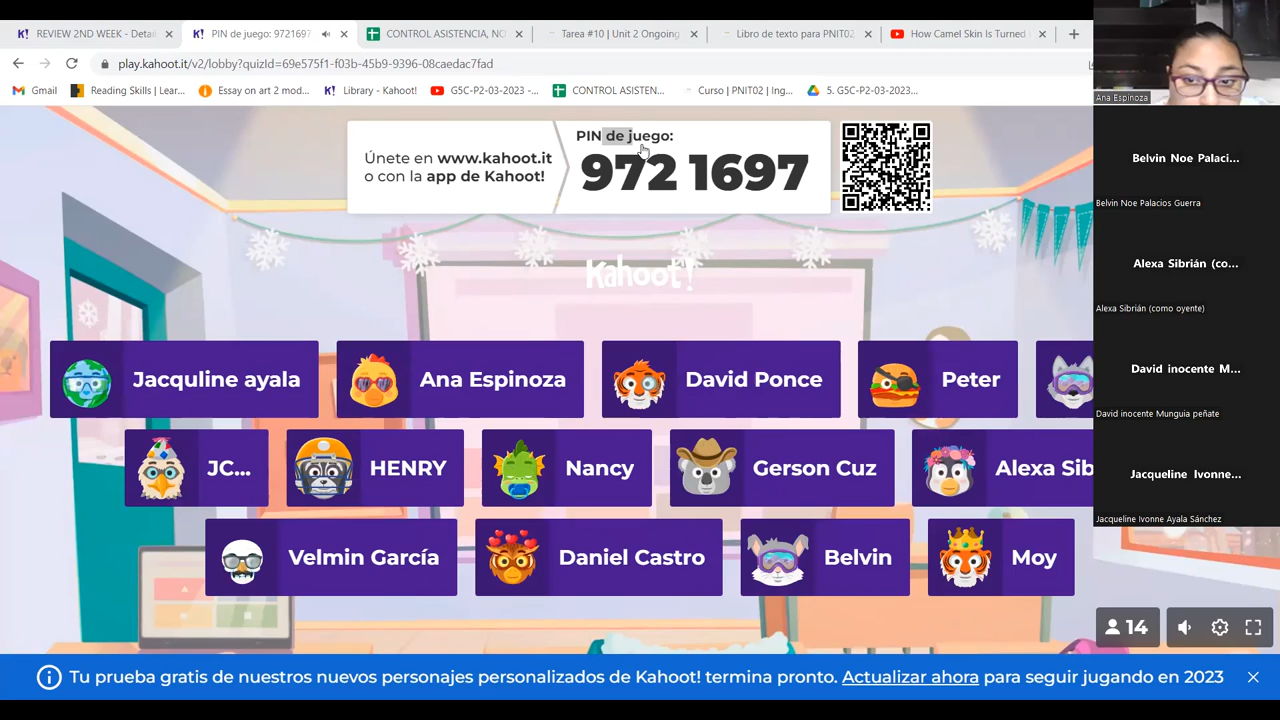 REVIEW 2ND WEEK - Detai
PIN de juego: 9721697
CONTROL ASISTENCIA, NO
Tarea #10 | Unit 2 Ongoing
Libro de texto para PNIT02
How Camel Skin Is Turned
play.kahoot.it/v2/lobby?quizId=69e575f1-f03b-45b9-9396-08caedac7fad
Gmail
Reading Skills | Lear...
Essay on art 2 mod...
Library - Kahoot!
G5C-P2-03-2023 -...
CONTROL ASISTEN...
Curso | PNIT02 | Ing...
5. G5C-P2-03-2023...
Ana Espinoza
Únete en www.kahoot.it
o con la app de Kahoot!
PIN de juego:
972 1697
Kahoot!
Jacquline ayala
Ana Espinoza
David Ponce
Peter
JC...
HENRY
Nancy
Gerson Cuz
Alexa Sib
Velmin García
Daniel Castro
Belvin
Moy
Belvin Noe Palaci...
Belvin Noe Palacios Guerra
Alexa Sibrián (co...
Alexa Sibrián (como oyente)
David inocente M...
David inocente Munguia peñate
Jacqueline Ivonne...
Jacqueline Ivonne Ayala Sánchez
14
Tu prueba gratis de nuestros nuevos personajes personalizados de Kahoot! termina pronto. Actualizar ahora para seguir jugando en 2023